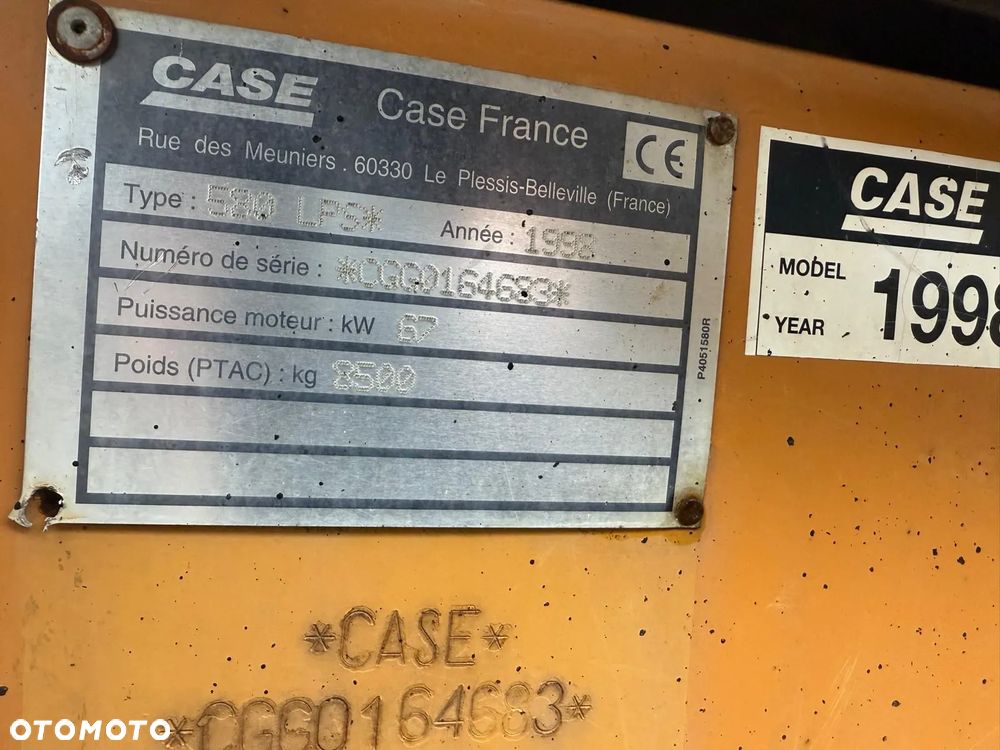 CASE Case France CE
Rue des Meuniers . 60330 Le Plessis-Belleville (France)
Type : 580 LPS* Année : 1998
Numéro de série : *CGG0164683*
Puissance moteur : kW 67
Poids (PTAC) : kg 8500
P4051580R
CASE
MODEL
YEAR 1998
*CASE*
*CGG0164683*
OTOMOTO